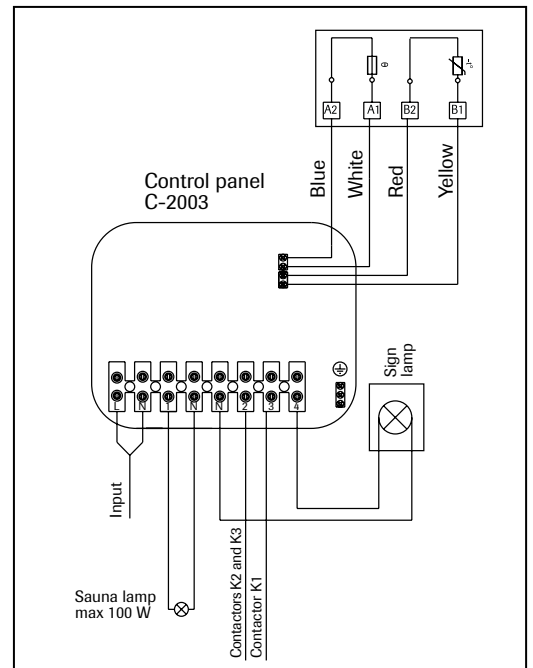 A2 A1 B2 B1
Blue
White
Red
Yellow
Control panel
C-2003
Sign
lamp
L N 1 N N 2 3 4
Input
Sauna lamp
max 100 W
Contactors K2 and K3
Contactor K1